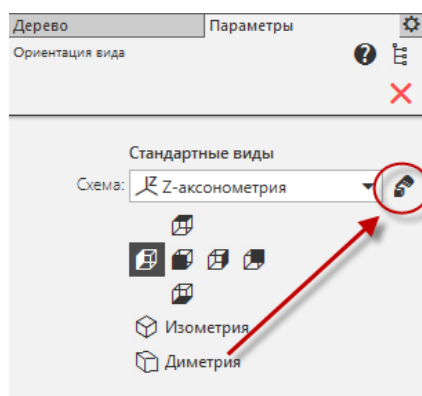 Дерево Параметры
Ориентация вида
Стандартные виды
Схема: Z-аксонометрия
Изометрия
Диметрия